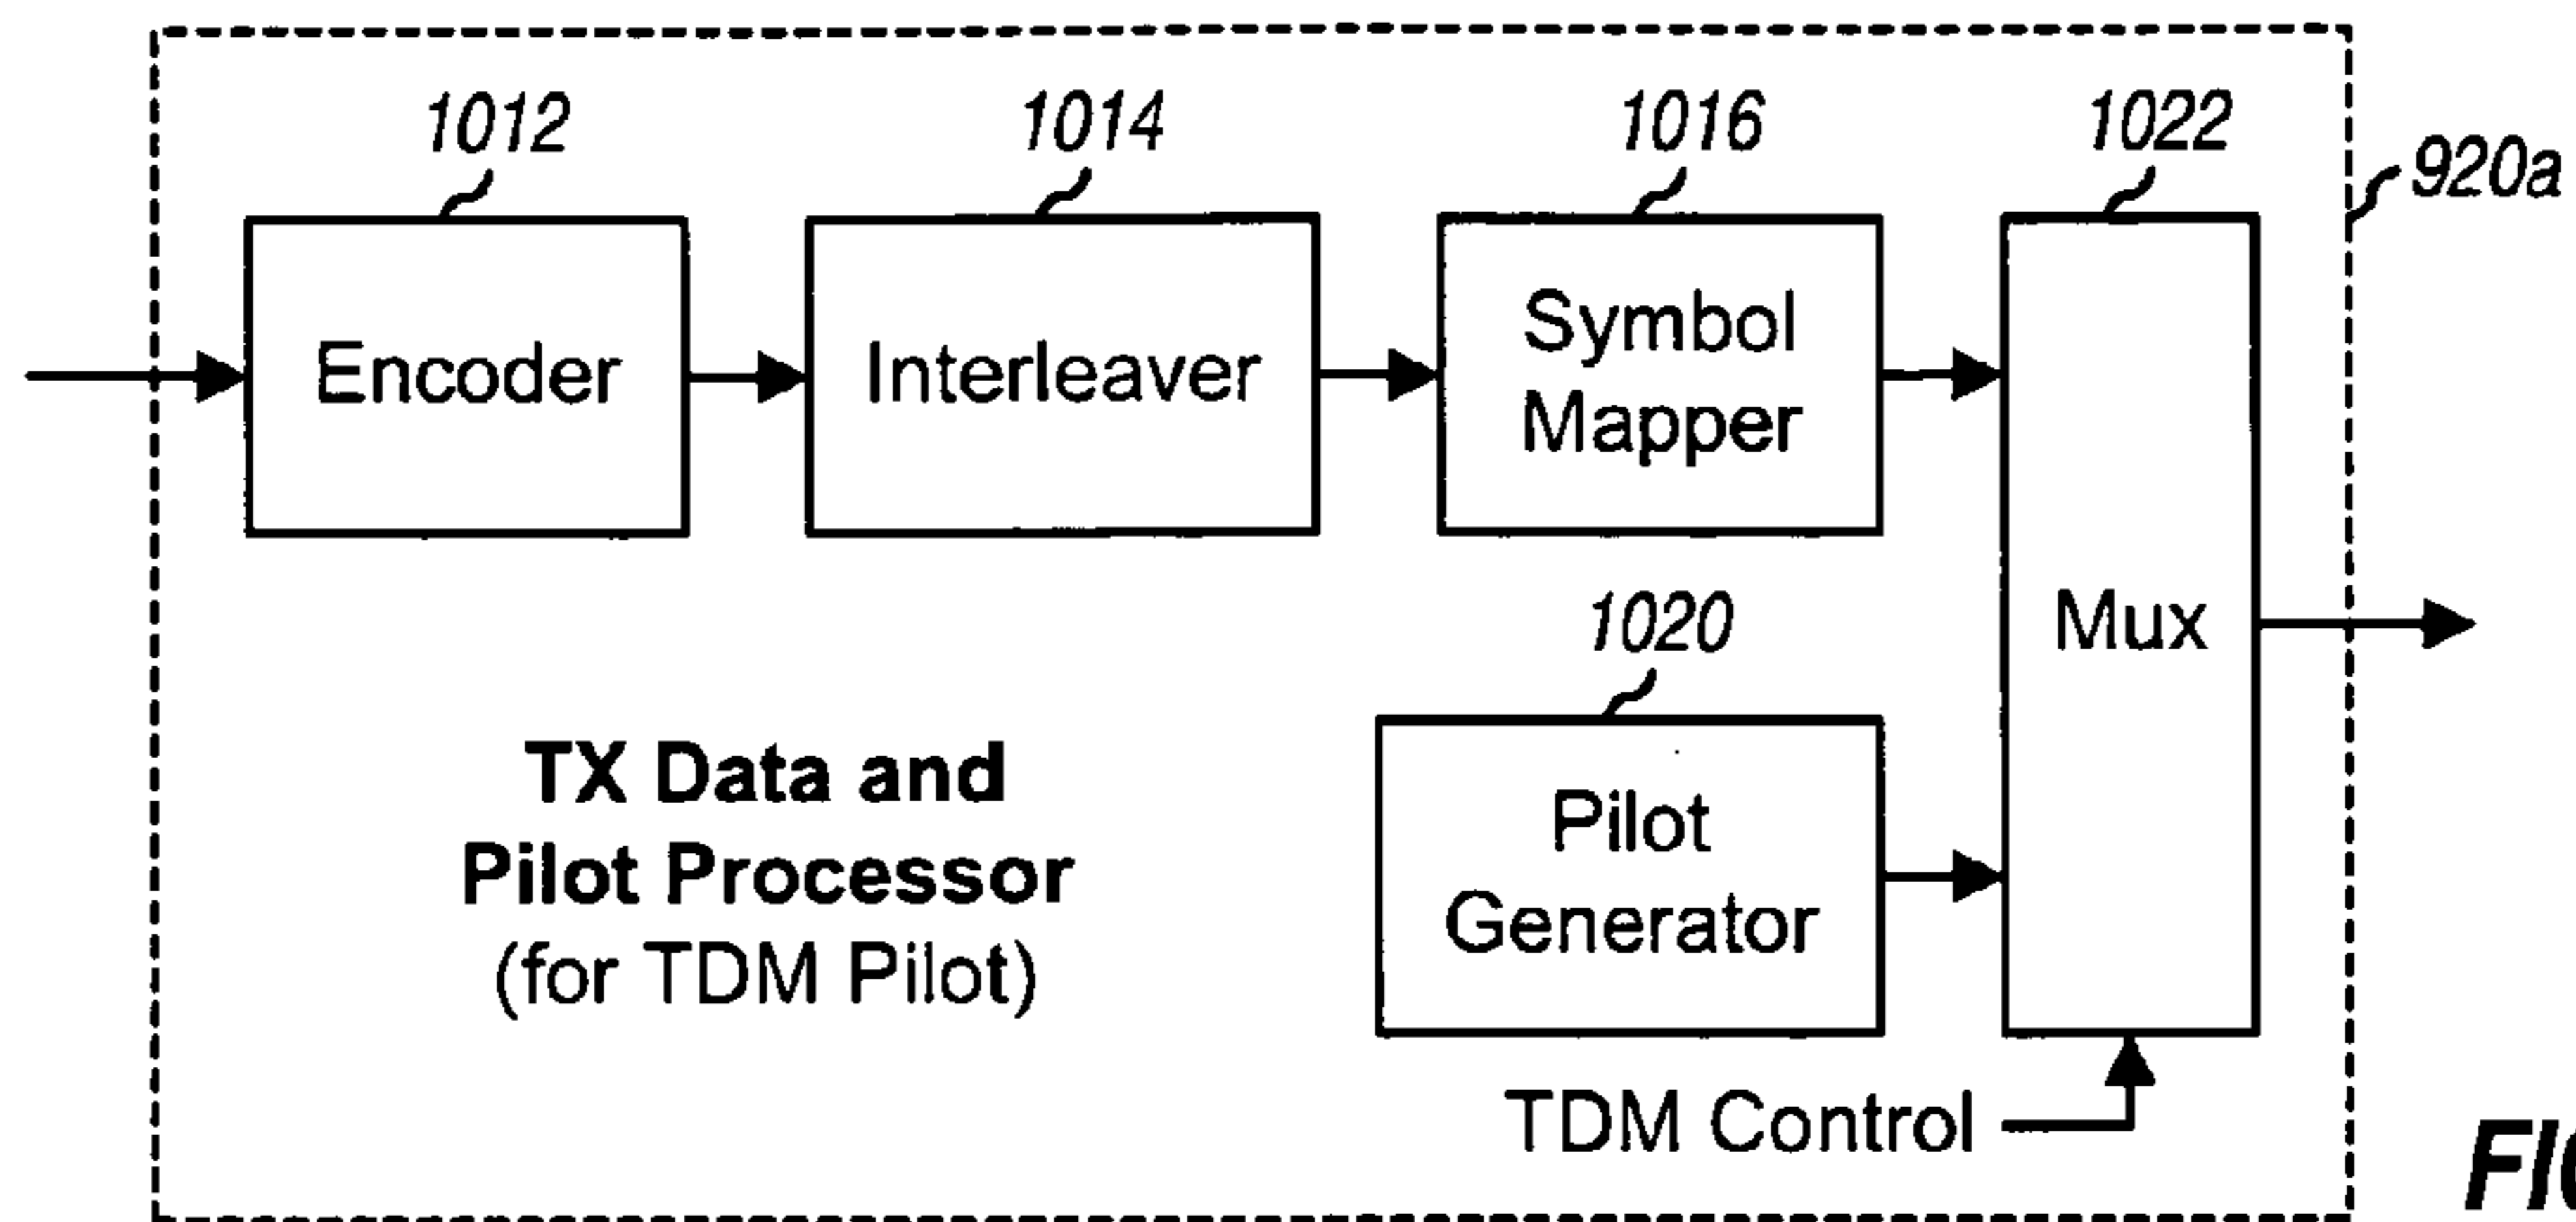 1012
1014
1016
1022
920a
Encoder
Interleaver
Symbol
Mapper
Mux
1020
Pilot
Generator
TX Data and
Pilot Processor
(for TDM Pilot)
TDM Control